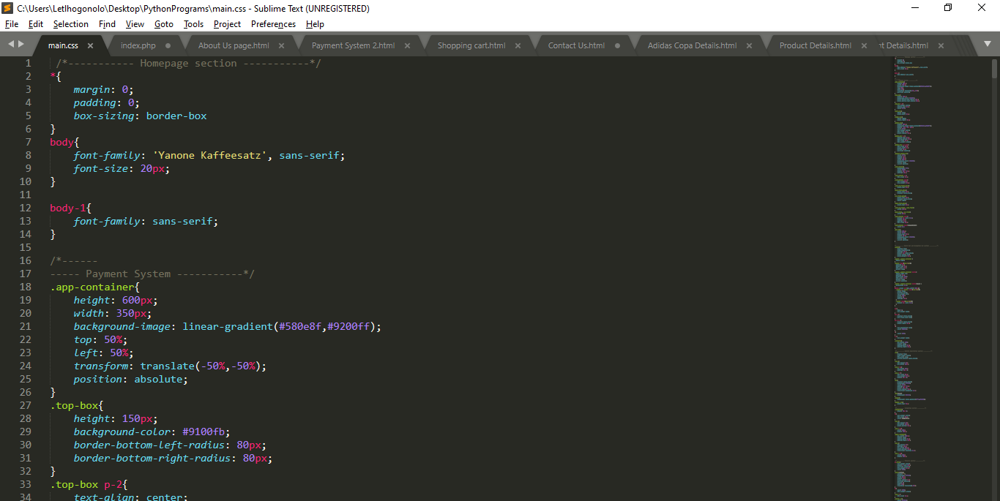 C:\Users\Letlhogonolo\Desktop\PythonPrograms\main.css - Sublime Text (UNREGISTERED)
File Edit Selection Find View Goto Tools Project Preferences Help
main.css index.php About Us page.html Payment System 2.html Shopping cart.html Contact Us.html Adidas Copa Details.html Product Details.html t Details.html
1 /*----------- Homepage section -----------*/
2 *{
3 margin: 0;
4 padding: 0;
5 box-sizing: border-box
6 }
7 body{
8 font-family: 'Yanone Kaffeesatz', sans-serif;
9 font-size: 20px;
10 }
11
12 body-1{
13 font-family: sans-serif;
14 }
15
16 /*------
17 ----- Payment System -----------*/
18 .app-container{
19 height: 600px;
20 width: 350px;
21 background-image: linear-gradient(#580e8f,#9200ff);
22 top: 50%;
23 left: 50%;
24 transform: translate(-50%,-50%);
25 position: absolute;
26 }
27 .top-box{
28 height: 150px;
29 background-color: #9100fb;
30 border-bottom-left-radius: 80px;
31 border-bottom-right-radius: 80px;
32 }
33 .top-box p-2{
34 text-align: center;